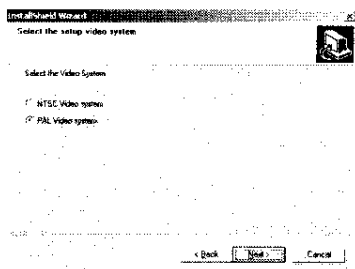 InstallShield Wizard
Select the setup video system
Select the Video System
NTSC Video system
PAL Video system
< Back
Next >
Cancel